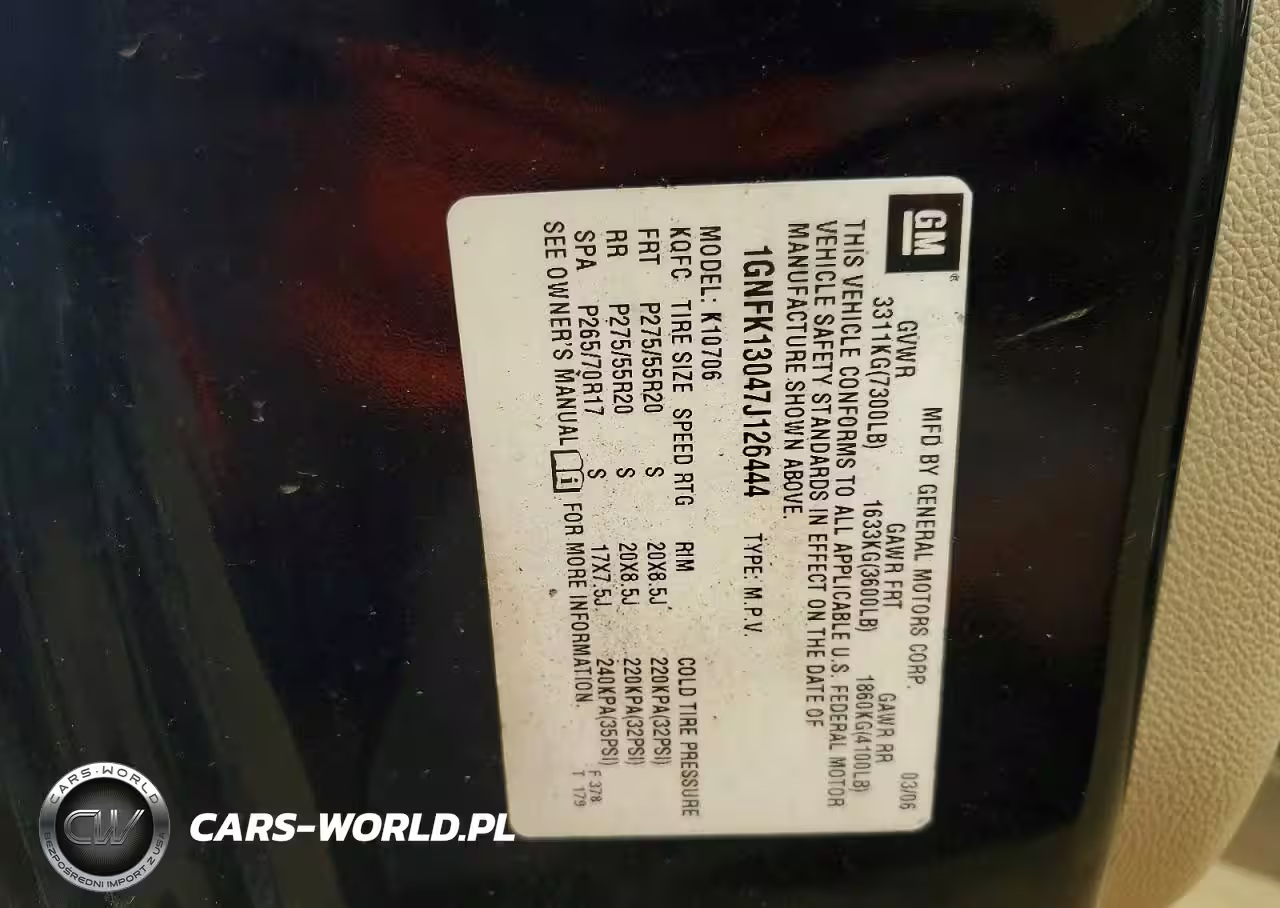 GM
MFD BY GENERAL MOTORS CORP. 03/06
GVWR GAWR FRT GAWR RR
3311KG(7300LB) 1633KG(3600LB) 1860KG(4100LB)
THIS VEHICLE CONFORMS TO ALL APPLICABLE U.S. FEDERAL MOTOR
VEHICLE SAFETY STANDARDS IN EFFECT ON THE DATE OF
MANUFACTURE SHOWN ABOVE.
1GNFK13047J126444 TYPE: M.P.V.
MODEL: K10706
KQFC TIRE SIZE SPEED RTG RIM COLD TIRE PRESSURE
FRT P275/55R20 S 20X8.5J 220KPA(32PSI)
RR P275/55R20 S 20X8.5J 220KPA(32PSI)
SPA P265/70R17 S 17X7.5J 240KPA(35PSI)
SEE OWNER'S MANUAL i FOR MORE INFORMATION.
F 378
T 179
CARS-WORLD
CW
BEZPOŚREDNI IMPORT Z USA
CARS-WORLD.PL